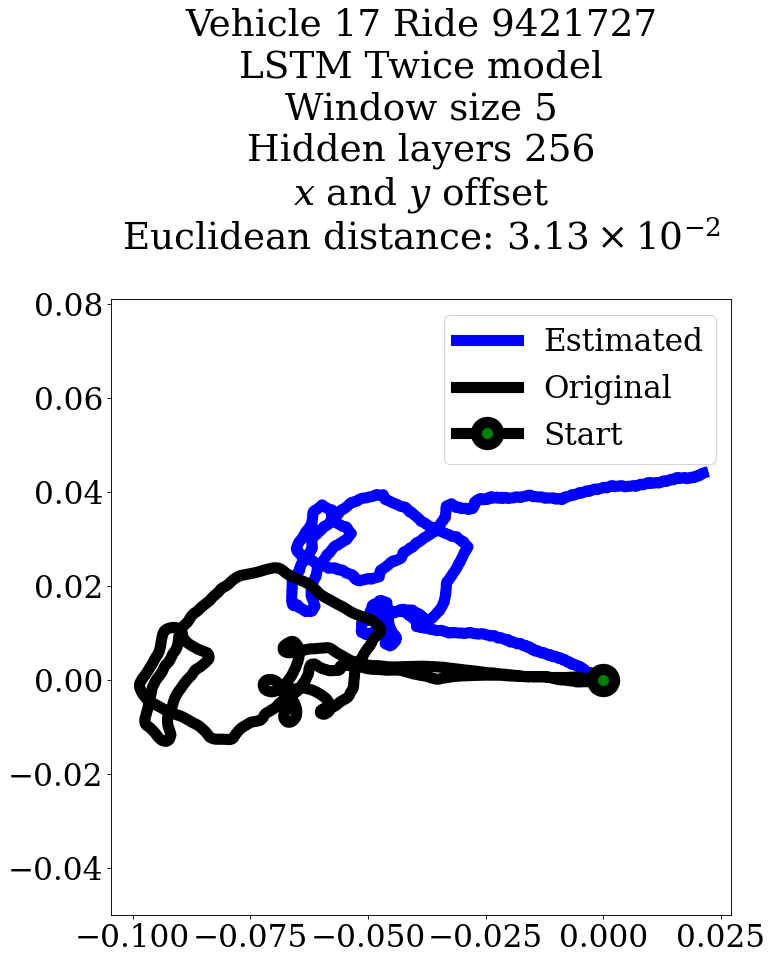 Vehicle 17 Ride 9421727
LSTM Twice model
Window size 5
Hidden layers 256
x and y offset
Euclidean distance: 3.13 × 10⁻²
0.08
0.06
0.04
0.02
0.00
−0.02
−0.04
Estimated
Original
Start
−0.100 −0.075 −0.050 −0.025 0.000 0.025